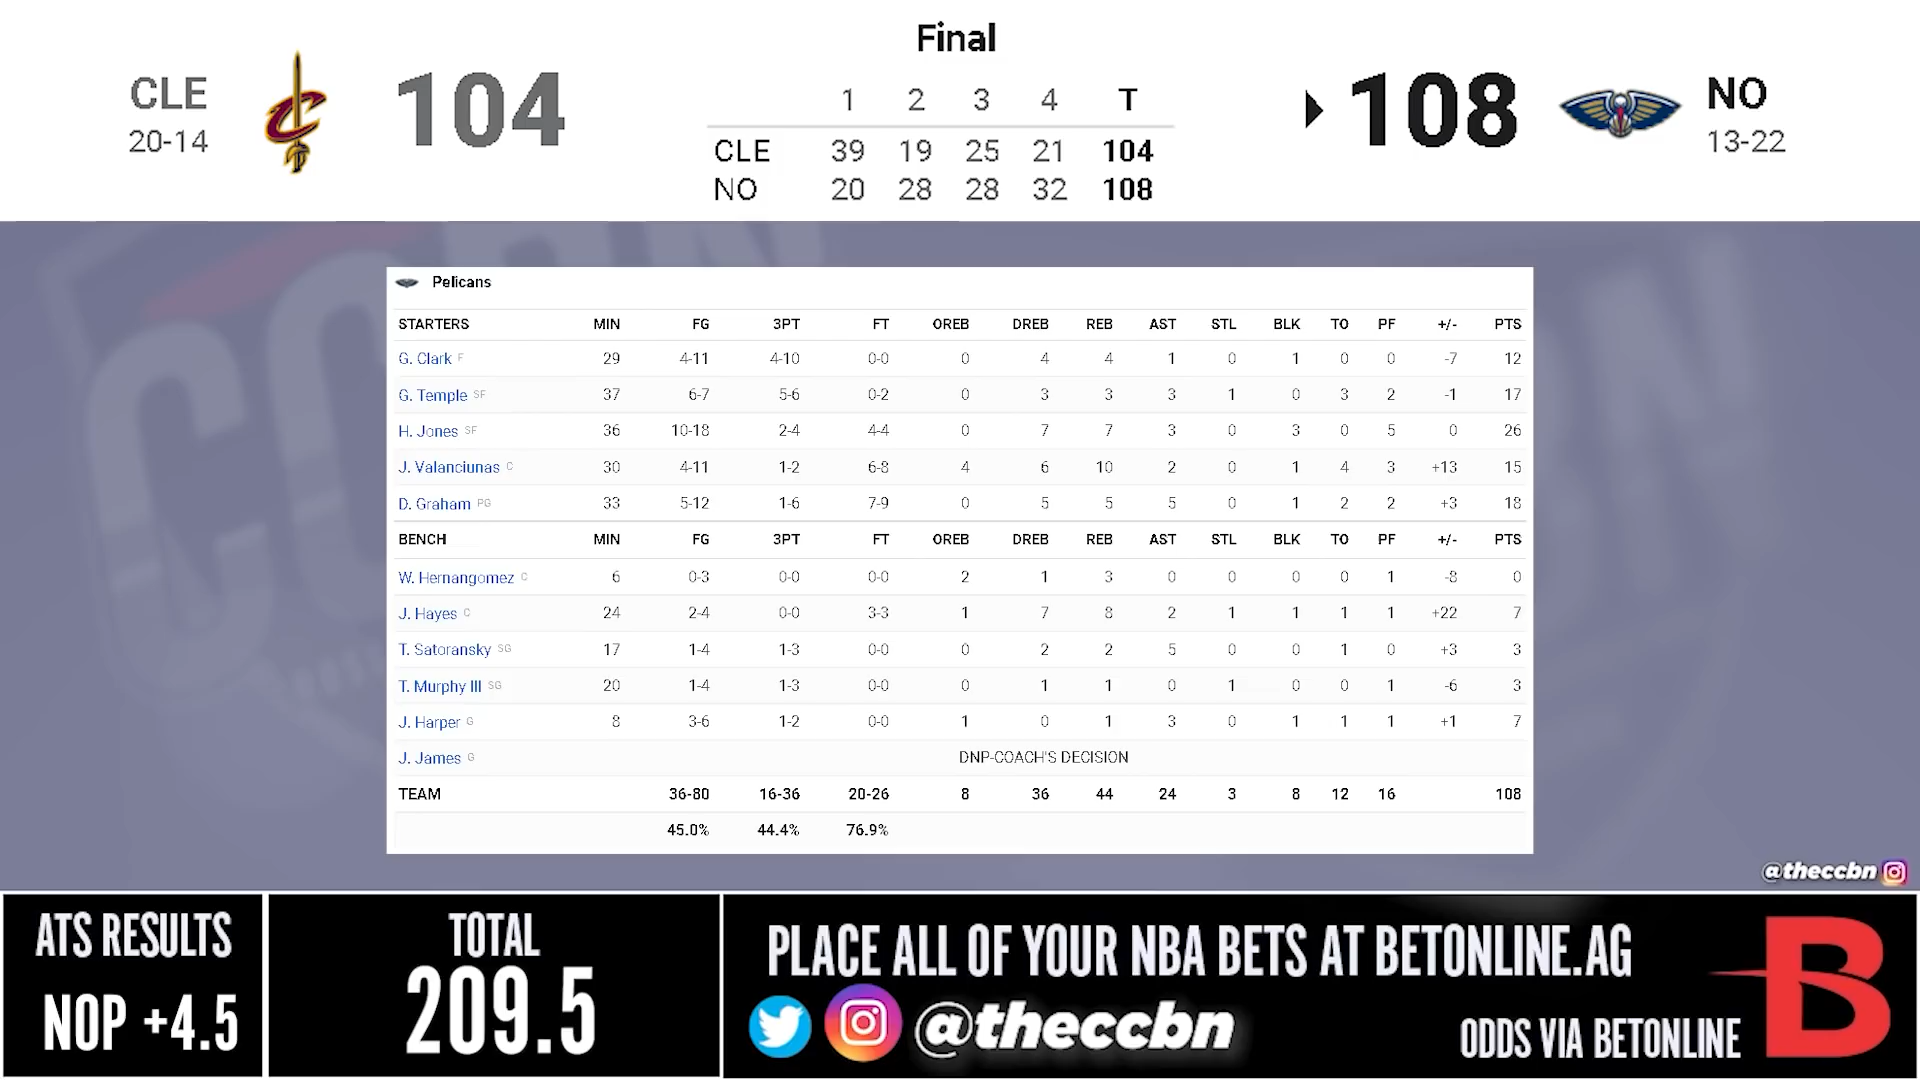 Final
CLE
20-14
104
1 2 3 4 T
CLE 39 19 25 21 104
NO 20 28 28 32 108
108
NO
13-22
Pelicans
STARTERS MIN FG 3PT FT OREB DREB REB AST STL BLK TO PF +/- PTS
G. Clark F 29 4-11 4-10 0-0 0 4 4 1 0 1 0 0 -7 12
G. Temple SF 37 6-7 5-6 0-2 0 3 3 3 1 0 3 2 -1 17
H. Jones SF 36 10-18 2-4 4-4 0 7 7 3 0 3 0 5 0 26
J. Valanciunas C 30 4-11 1-2 6-8 4 6 10 2 0 1 4 3 +13 15
D. Graham PG 33 5-12 1-6 7-9 0 5 5 5 0 1 2 2 +3 18
BENCH MIN FG 3PT FT OREB DREB REB AST STL BLK TO PF +/- PTS
W. Hernangomez C 6 0-3 0-0 0-0 2 1 3 0 0 0 0 1 -8 0
J. Hayes C 24 2-4 0-0 3-3 1 7 8 2 1 1 1 1 +22 7
T. Satoransky SG 17 1-4 1-3 0-0 0 2 2 5 0 0 1 0 +3 3
T. Murphy III SG 20 1-4 1-3 0-0 0 1 1 0 1 0 0 1 -6 3
J. Harper G 8 3-6 1-2 0-0 1 0 1 3 0 1 1 1 +1 7
J. James G DNP-COACH'S DECISION
TEAM 36-80 16-36 20-26 8 36 44 24 3 8 12 16 108
45.0% 44.4% 76.9%
@theccbn
ATS RESULTS
NOP +4.5
TOTAL
209.5
PLACE ALL OF YOUR NBA BETS AT BETONLINE.AG
@theccbn
ODDS VIA BETONLINE
B